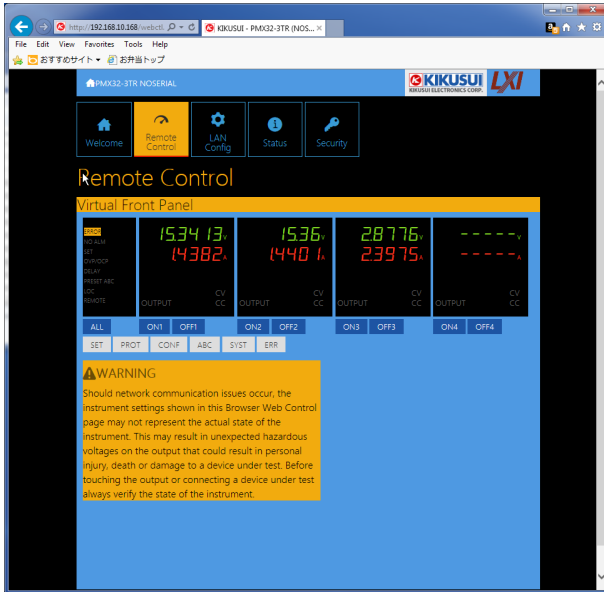 http://192.168.10.168/webctl
KIKUSUI - PMX32-3TR (NOS...
File Edit View Favorites Tools Help
おすすめサイト お弁当トップ
PMX32-3TR NOSERIAL
KIKUSUI
KIKUSUI ELECTRONICS CORP.
LXI
Welcome
Remote Control
LAN Config
Status
Security
Remote Control
Virtual Front Panel
ERROR
NO ALM
SET
OVP/OCP
DELAY
PRESET ABC
LOC
REMOTE
15.3413V
1.4382A
OUTPUT CV CC
15.36V
1.4401A
OUTPUT CV CC
2.8776V
2.3975A
OUTPUT CV CC
-----V
-----A
OUTPUT CV CC
ALL ON1 OFF1 ON2 OFF2 ON3 OFF3 ON4 OFF4
SET PROT CONF ABC SYST ERR
WARNING
Should network communication issues occur, the
instrument settings shown in this Browser Web Control
page may not represent the actual state of the
instrument. This may result in unexpected hazardous
voltages on the output that could result in personal
injury, death or damage to a device under test. Before
touching the output or connecting a device under test
always verify the state of the instrument.